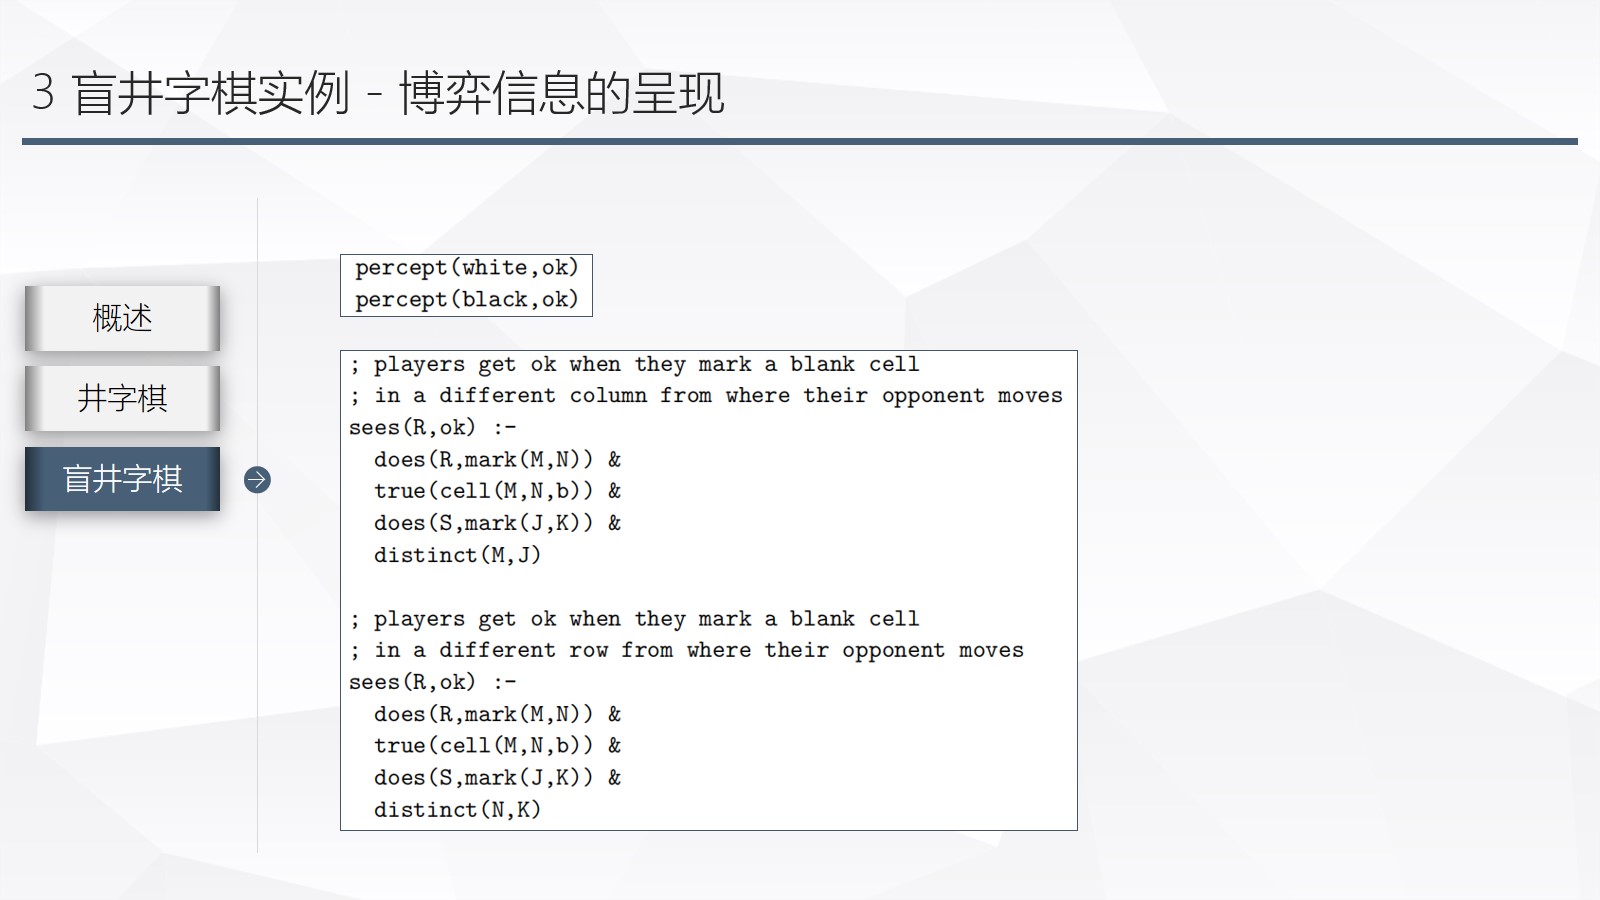 3 盲井字棋实例 - 博弈信息的呈现
概述
井字棋
盲井字棋
percept(white,ok)
percept(black,ok)
; players get ok when they mark a blank cell
; in a different column from where their opponent moves
sees(R,ok) :-
does(R,mark(M,N)) &
true(cell(M,N,b)) &
does(S,mark(J,K)) &
distinct(M,J)
; players get ok when they mark a blank cell
; in a different row from where their opponent moves
sees(R,ok) :-
does(R,mark(M,N)) &
true(cell(M,N,b)) &
does(S,mark(J,K)) &
distinct(N,K)